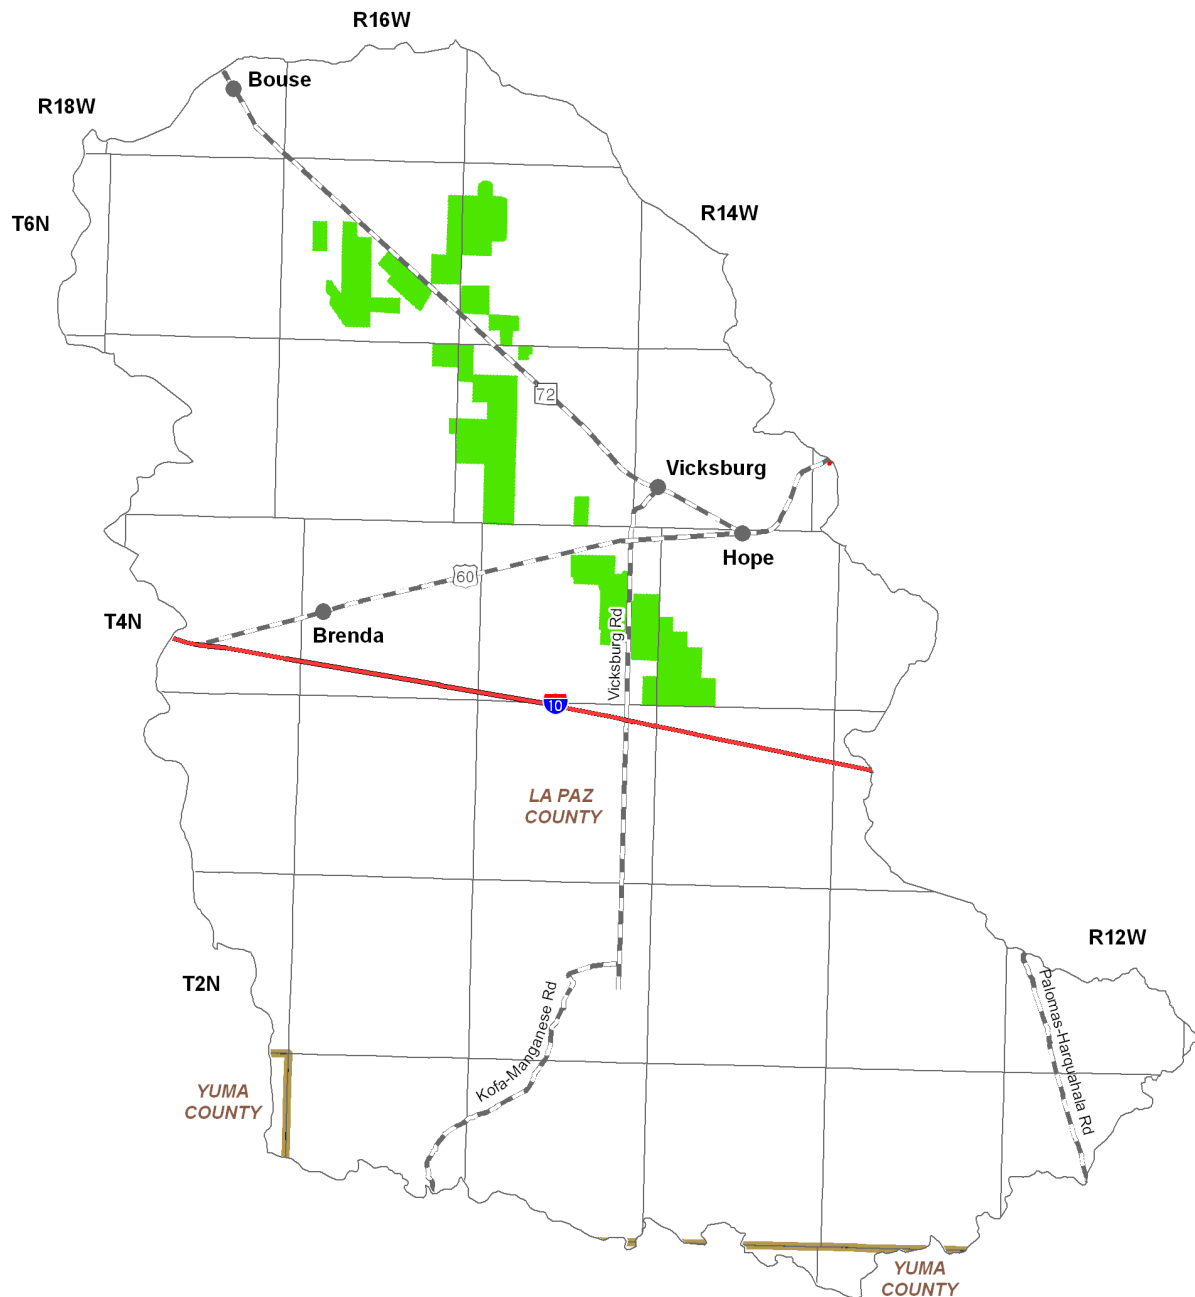 R16W
Bouse
R18W
R14W
T6N
72
Vicksburg
Hope
60
T4N
Brenda
Vicksburg Rd
10
LA PAZ
COUNTY
R12W
T2N
Palomas-Harquahala Rd
Kofa-Manganese Rd
YUMA
COUNTY
YUMA
COUNTY